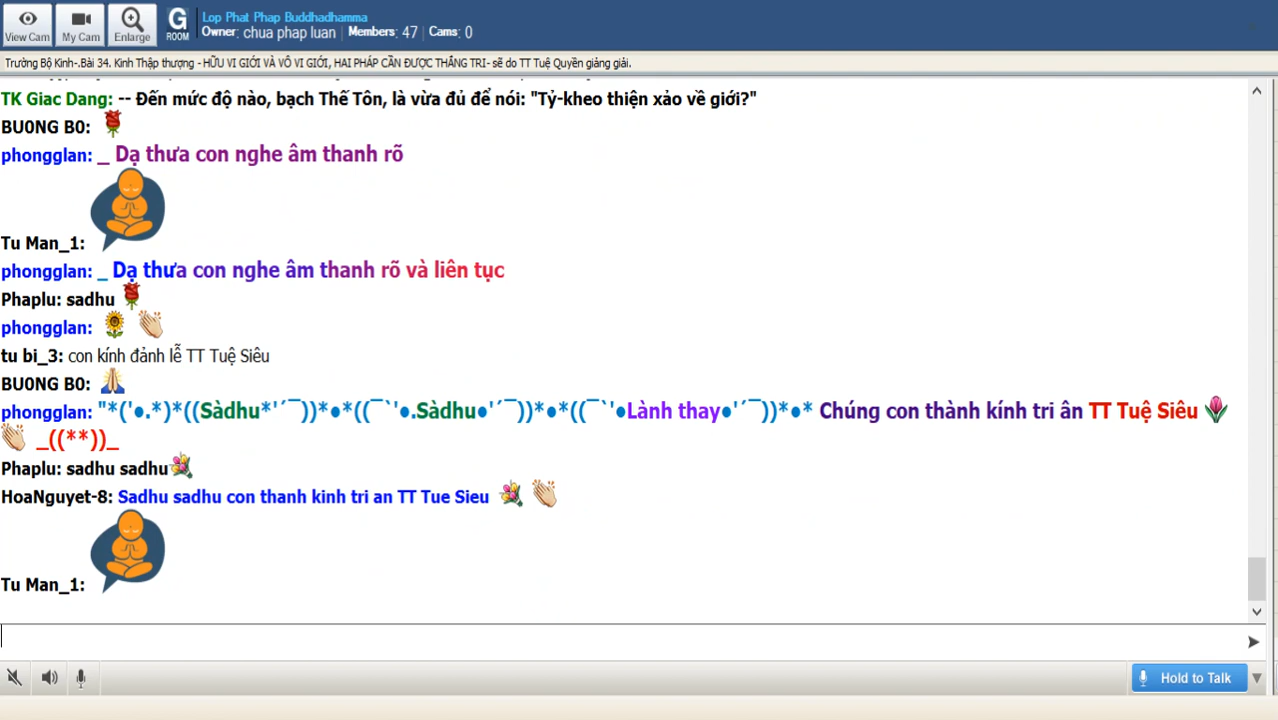 View Cam
My Cam
Enlarge
G
ROOM
Lop Phat Phap Buddhadhamma
Owner: chua phap luan | Members: 47 | Cams: 0
Trường Bộ Kinh-.Bài 34. Kinh Thập thượng - HỮU VI GIỚI VÀ VÔ VI GIỚI, HAI PHÁP CẦN ĐƯỢC THẮNG TRI- sẽ do TT Tuệ Quyền giảng giải.
TK Giac Dang: -- Đến mức độ nào, bạch Thế Tôn, là vừa đủ để nói: "Tỷ-kheo thiện xảo về giới?"
BU0NG B0:
phongglan: _ Dạ thưa con nghe âm thanh rõ
Tu Man_1:
phongglan: _ Dạ thưa con nghe âm thanh rõ và liên tục
Phaplu: sadhu
phongglan:
tu bi_3: con kính đảnh lễ TT Tuệ Siêu
BU0NG B0:
phongglan: "*('●.*)*((Sàdhu*'´¯))*●*((¯`'●.Sàdhu●'´¯))*●*((¯`'●Lành thay●'´¯))*●* Chúng con thành kính tri ân TT Tuệ Siêu
_((**))_
Phaplu: sadhu sadhu
HoaNguyet-8: Sadhu sadhu con thanh kinh tri an TT Tue Sieu
Tu Man_1:
Hold to Talk